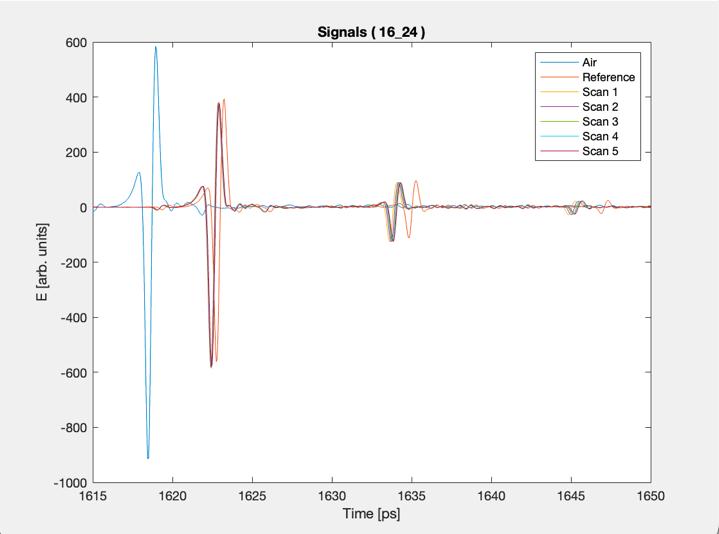 Signals ( 16_24 )
600
400
200
0
-200
-400
-600
-800
-1000
E [arb. units]
1615
1620
1625
1630
1635
1640
1645
1650
Time [ps]
Air
Reference
Scan 1
Scan 2
Scan 3
Scan 4
Scan 5